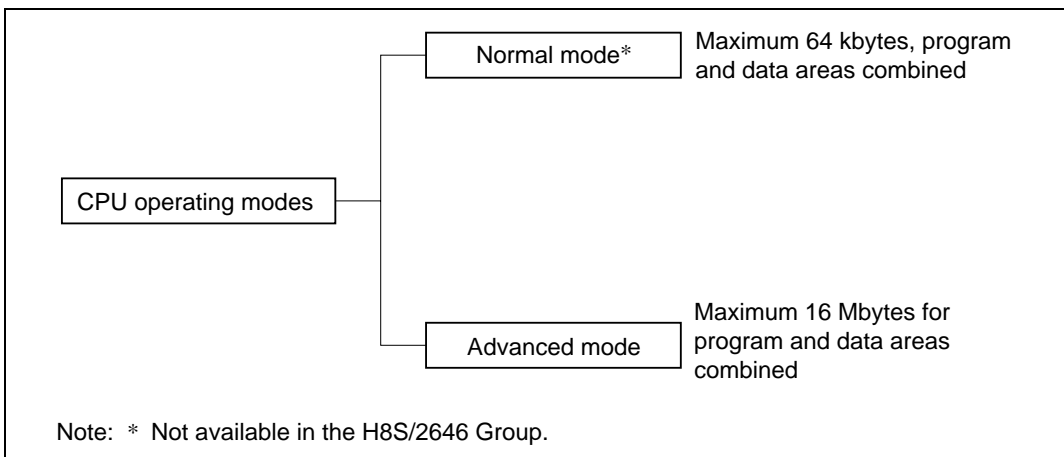 Normal mode*
Maximum 64 kbytes, program
and data areas combined
CPU operating modes
Advanced mode
Maximum 16 Mbytes for
program and data areas
combined
Note: * Not available in the H8S/2646 Group.